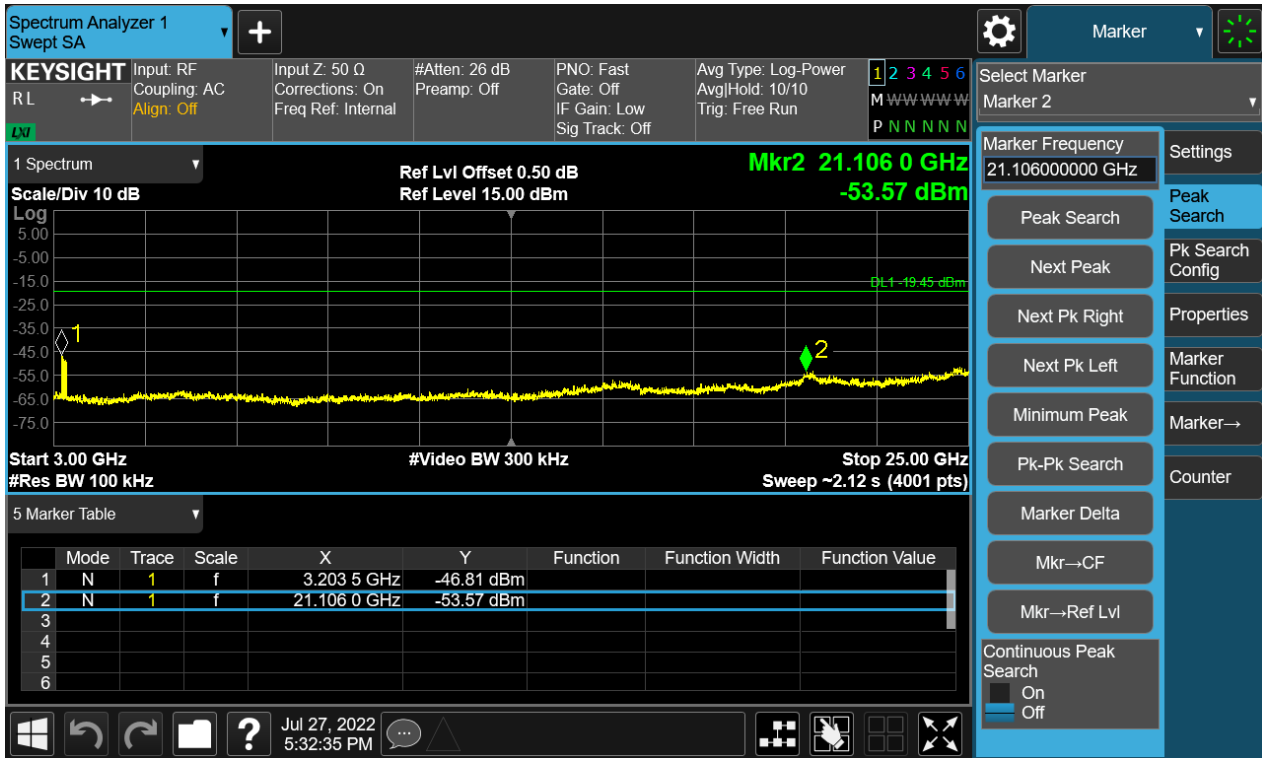 Spectrum Analyzer 1
Swept SA
+
Marker
KEYSIGHT
R L
LXI
Input: RF
Coupling: AC
Align: Off
Input Z: 50 Ω
Corrections: On
Freq Ref: Internal
#Atten: 26 dB
Preamp: Off
PNO: Fast
Gate: Off
IF Gain: Low
Sig Track: Off
Avg Type: Log-Power
Avg|Hold: 10/10
Trig: Free Run
1 2 3 4 5 6
M W W W W W
P N N N N N
Select Marker
Marker 2
1 Spectrum
Scale/Div 10 dB
Ref Lvl Offset 0.50 dB
Ref Level 15.00 dBm
Mkr2 21.106 0 GHz
-53.57 dBm
Log
5.00
-5.00
-15.0
-25.0
-35.0
-45.0
-55.0
-65.0
-75.0
DL1 -19.45 dBm
1
2
Start 3.00 GHz
#Res BW 100 kHz
#Video BW 300 kHz
Stop 25.00 GHz
Sweep ~2.12 s (4001 pts)
5 Marker Table
Mode Trace Scale X Y Function Function Width Function Value
1 N 1 f 3.203 5 GHz -46.81 dBm
2 N 1 f 21.106 0 GHz -53.57 dBm
3
4
5
6
Marker Frequency
21.106000000 GHz
Peak Search
Next Peak
Next Pk Right
Next Pk Left
Minimum Peak
Pk-Pk Search
Marker Delta
Mkr→CF
Mkr→Ref Lvl
Continuous Peak
Search
On
Off
Settings
Peak
Search
Pk Search
Config
Properties
Marker
Function
Marker→
Counter
?
Jul 27, 2022
5:32:35 PM